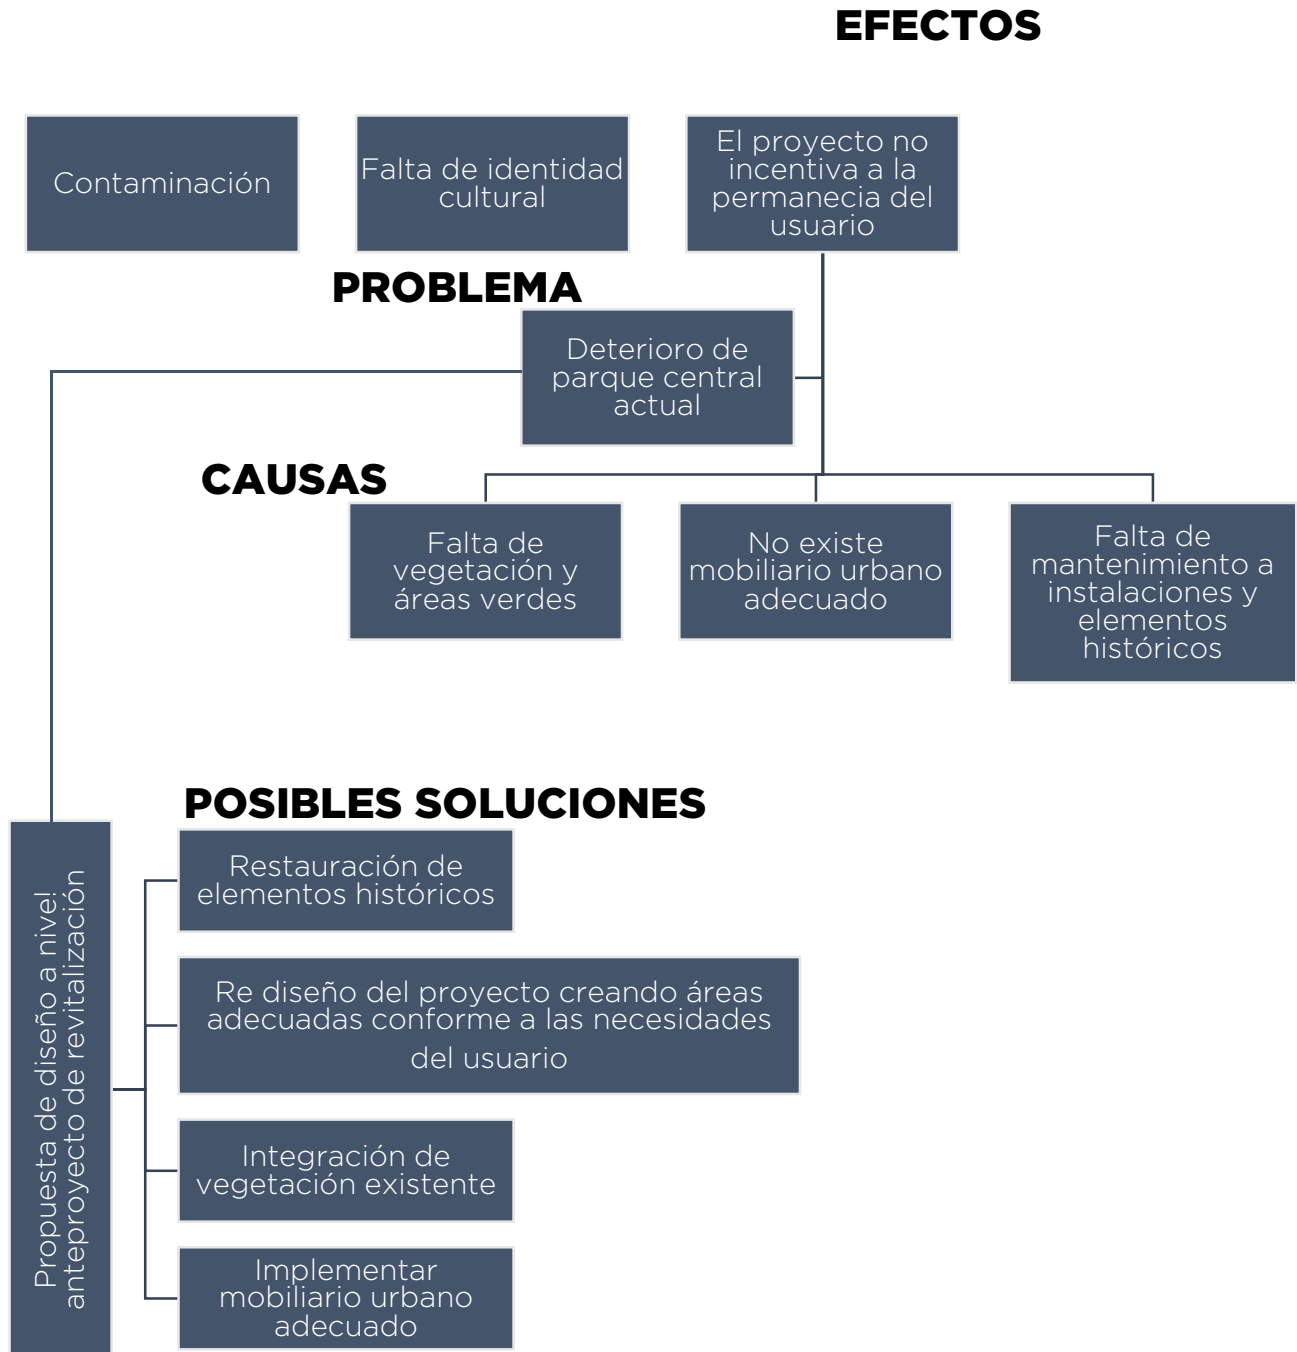 EFECTOS
Contaminación
Falta de identidad
cultural
El proyecto no
incentiva a la
permanecia del
usuario
PROBLEMA
Deterioro de
parque central
actual
CAUSAS
Falta de
vegetación y
áreas verdes
No existe
mobiliario urbano
adecuado
Falta de
mantenimiento a
instalaciones y
elementos
históricos
POSIBLES SOLUCIONES
Propuesta de diseño a nivel
anteproyecto de revitalización
Restauración de
elementos históricos
Re diseño del proyecto creando áreas
adecuadas conforme a las necesidades
del usuario
Integración de
vegetación existente
Implementar
mobiliario urbano
adecuado